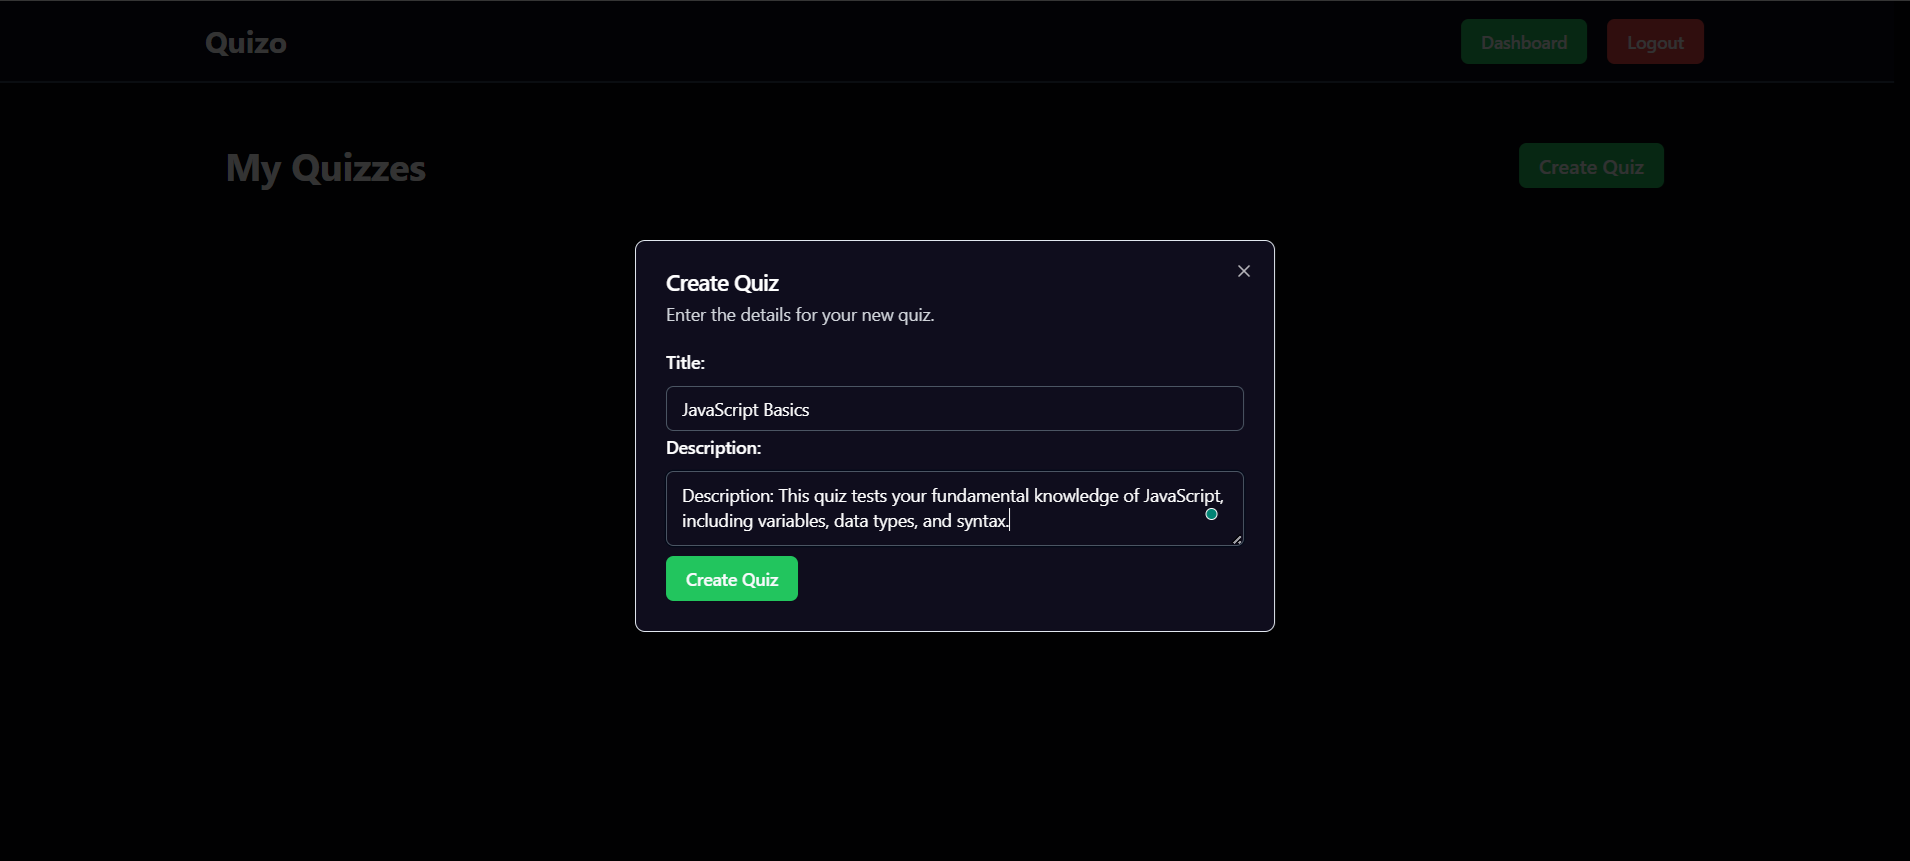 Quizo
Dashboard
Logout
My Quizzes
Create Quiz
Create Quiz
Enter the details for your new quiz.
Title:
JavaScript Basics
Description:
Description: This quiz tests your fundamental knowledge of JavaScript,
including variables, data types, and syntax.
Create Quiz